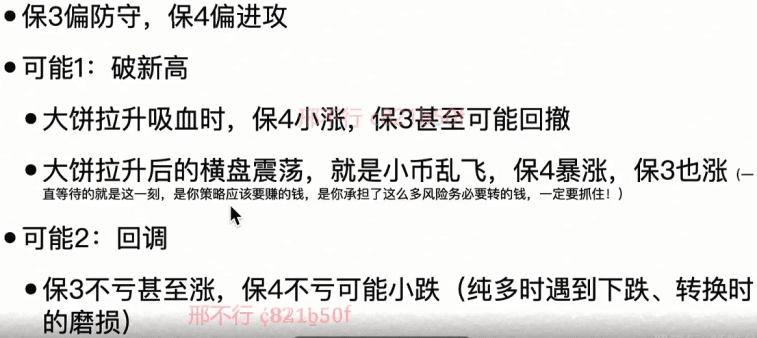 •保3偏防守，保4偏进攻
•可能1：破新高
•大饼拉升吸血时，保4小涨，保3甚至可能回撤
•大饼拉升后的横盘震荡，就是小币乱飞，保4暴涨，保3也涨（一
直等待的就是这一刻，是你策略应该要赚的钱，是你承担了这么多风险务必要转的钱，一定要抓住！）
•可能2：回调
•保3不亏甚至涨，保4不亏可能小跌（纯多时遇到下跌、转换时
的磨损）
邢不行